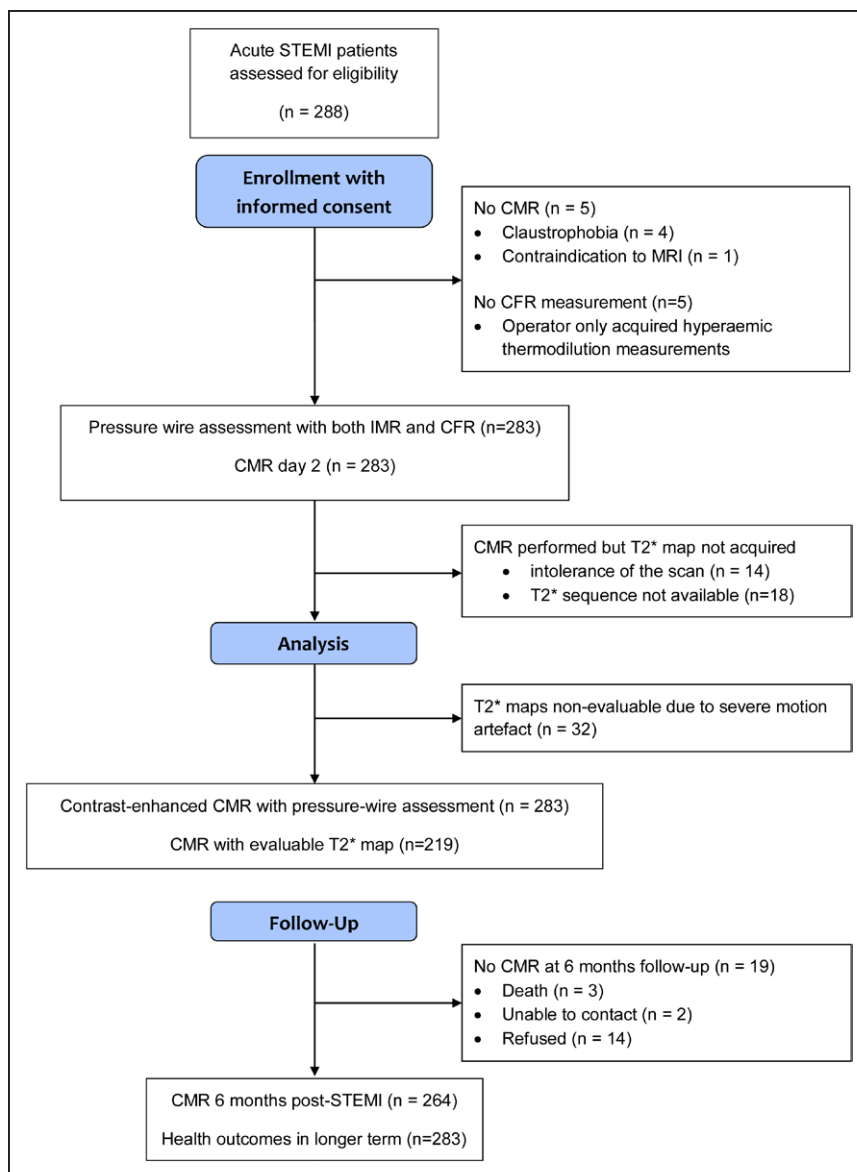 Acute STEMI patients
assessed for eligibility
(n = 288)
Enrollment with
informed consent
No CMR (n = 5)
• Claustrophobia (n = 4)
• Contraindication to MRI (n = 1)
No CFR measurement (n=5)
• Operator only acquired hyperaemic
thermodilution measurements
Pressure wire assessment with both IMR and CFR (n=283)
CMR day 2 (n = 283)
CMR performed but T2* map not acquired
• intolerance of the scan (n = 14)
• T2* sequence not available (n=18)
Analysis
T2* maps non-evaluable due to severe motion
artefact (n = 32)
Contrast-enhanced CMR with pressure-wire assessment (n = 283)
CMR with evaluable T2* map (n=219)
Follow-Up
No CMR at 6 months follow-up (n = 19)
• Death (n = 3)
• Unable to contact (n = 2)
• Refused (n = 14)
CMR 6 months post-STEMI (n = 264)
Health outcomes in longer term (n=283)